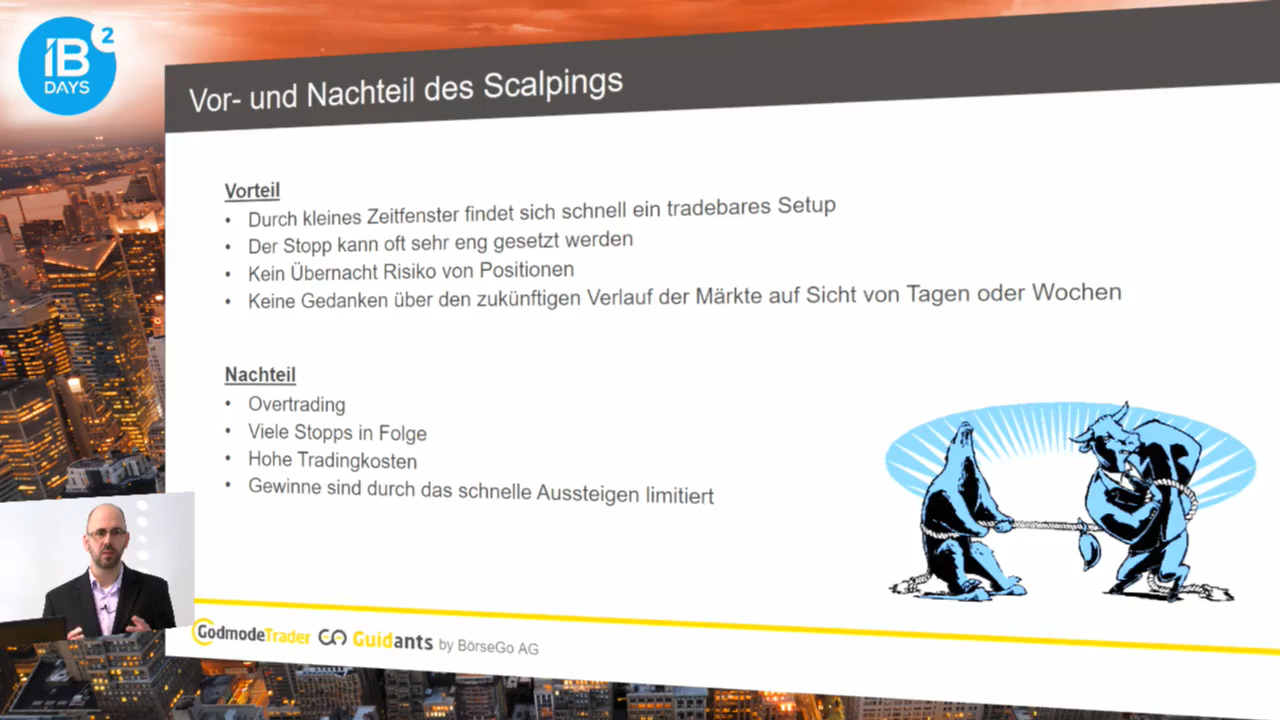 IB
2
DAYS
Vor- und Nachteil des Scalpings
Vorteil
• Durch kleines Zeitfenster findet sich schnell ein tradebares Setup
• Der Stopp kann oft sehr eng gesetzt werden
• Kein Übernacht Risiko von Positionen
• Keine Gedanken über den zukünftigen Verlauf der Märkte auf Sicht von Tagen oder Wochen
Nachteil
• Overtrading
• Viele Stopps in Folge
• Hohe Tradingkosten
• Gewinne sind durch das schnelle Aussteigen limitiert
GodmodeTrader Guidants by BörseGo AG